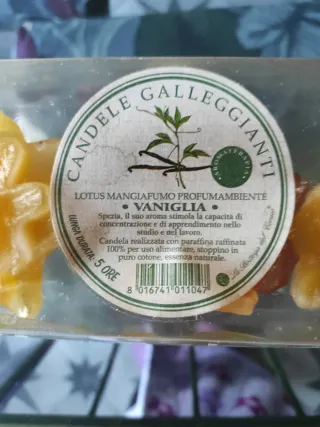 CANDELE GALLEGGIANTI
AROMATERAPIA
LOTUS MANGIAFUMO PROFUMAMBIENTE
• VANIGLIA •
Spezia, il suo aroma stimola la capacità di
concentrazione e di apprendimento nello
studio e nel lavoro.
Candela realizzata con paraffina raffinata
100% per uso alimentare, stoppino in
puro cotone, essenza naturale.
LUNGA DURATA: 5 ORE
8 016741 011047